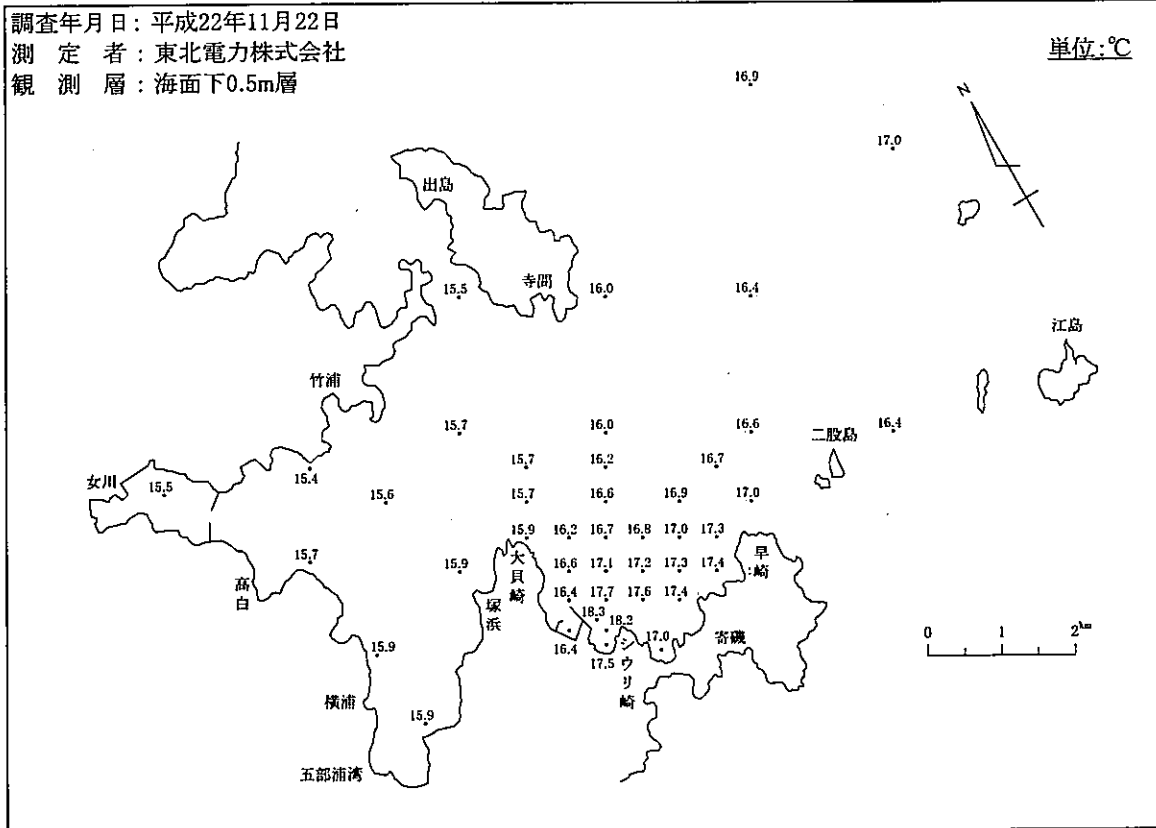 調査年月日：平成22年11月22日
測定者：東北電力株式会社
観測層：海面下0.5m層
単位：℃
16.9
N
17.0
出島
寺間
15.5
16.0
16.4
江島
竹浦
15.7
16.0
16.6
16.4
二股島
15.7
16.2
16.7
女川
15.5
15.4
15.6
15.7
16.6
16.9
17.0
15.9
16.2
16.7
16.8
17.0
17.3
15.7
15.9
大貝崎
16.6
17.1
17.2
17.3
17.4
早崎
高白
塚浜
16.4
17.7
17.6
17.4
18.3
18.2
16.4
17.5
シウリ崎
17.0
寄磯
0 1 2km
15.9
横浦
15.9
五部浦湾